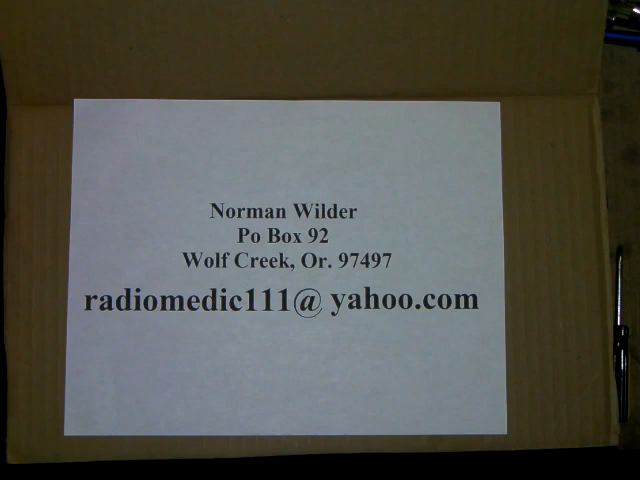 Norman Wilder
Po Box 92
Wolf Creek, Or. 97497
radiomedic111@ yahoo.com